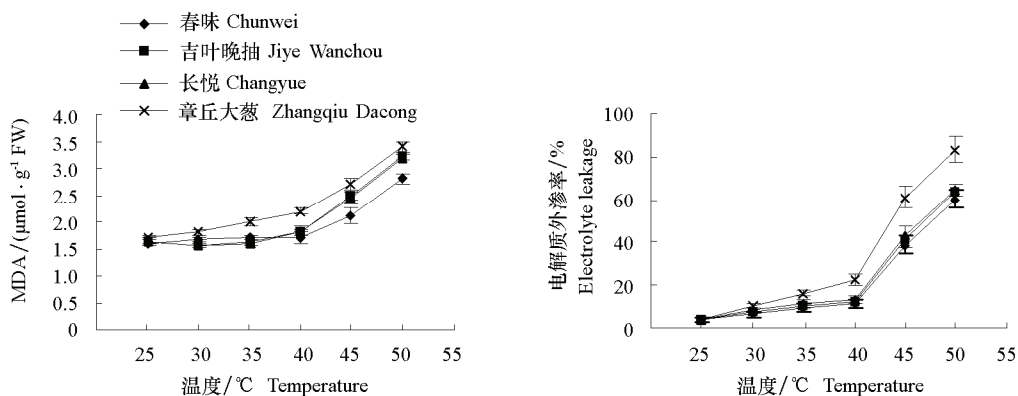 春味 Chunwei
吉叶晚抽 Jiye Wanchou
长悦 Changyue
章丘大葱 Zhangqiu Dacong
MDA/(μmol·g⁻¹ FW)
4.0
3.5
3.0
2.5
2.0
1.5
1.0
0.5
0
25 30 35 40 45 50 55
温度/℃ Temperature
电解质外渗率/%
Electrolyte leakage
100
80
60
40
20
0
25 30 35 40 45 50 55
温度/℃ Temperature